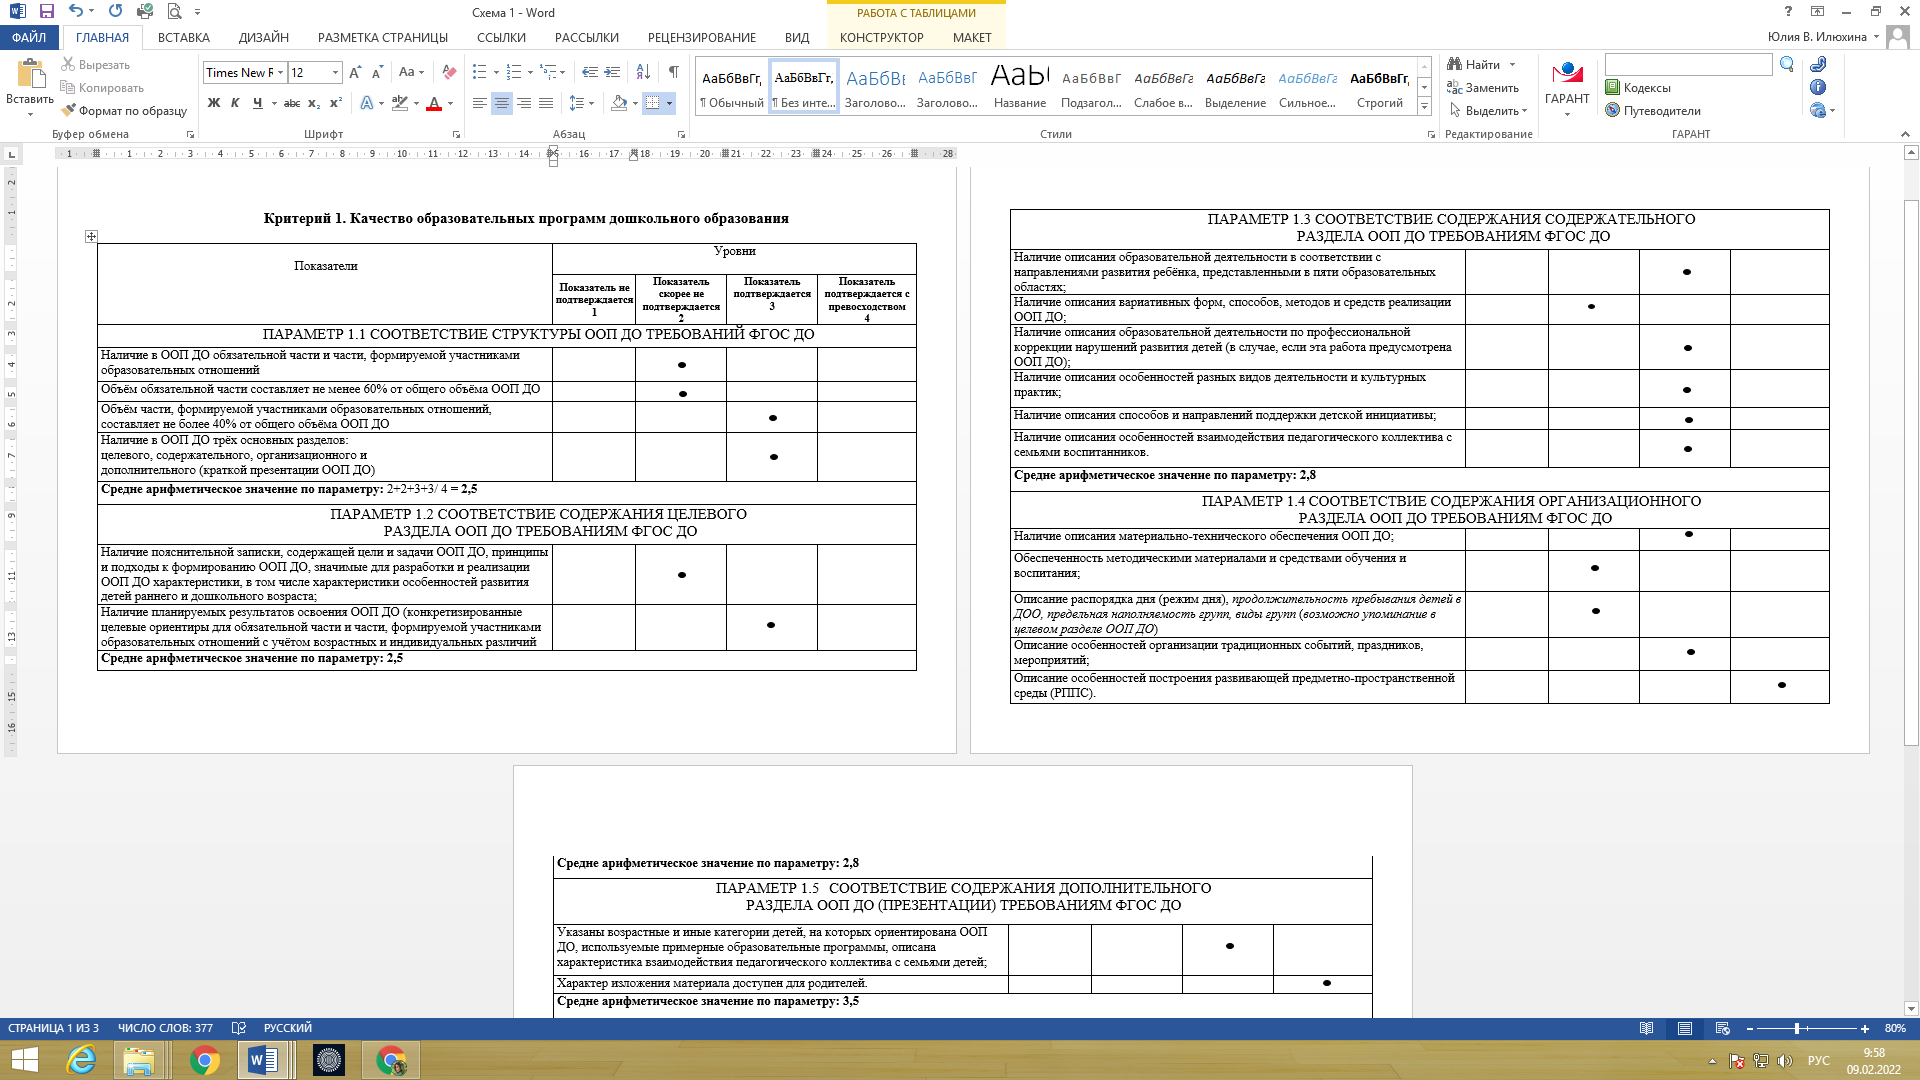 Схема 1 - Word
РАБОТА С ТАБЛИЦАМИ
ФАЙЛ ГЛАВНАЯ ВСТАВКА ДИЗАЙН РАЗМЕТКА СТРАНИЦЫ ССЫЛКИ РАССЫЛКИ РЕЦЕНЗИРОВАНИЕ ВИД КОНСТРУКТОР МАКЕТ
Юлия В. Илюхина
Вставить
Вырезать
Копировать
Формат по образцу
Буфер обмена
Times New R 12
Шрифт
Абзац
АаБбВвГг, АаБбВвГг, АаБбВв АаБбВвГ АаБ АаБбВвГ АаБбВвГг АаБбВвГг АаБбВвГг АаБбВвГг,
¶ Обычный ¶ Без инте... Заголово... Заголово... Название Подзагол... Слабое в... Выделение Сильное... Строгий
Стили
Найти
Заменить
Выделить
Редактирование
ГАРАНТ
Кодексы
Путеводители
ГАРАНТ
Критерий 1. Качество образовательных программ дошкольного образования
Показатели
Уровни
Показатель не подтверждается 1
Показатель скорее не подтверждается 2
Показатель подтверждается 3
Показатель подтверждается с превосходством 4
ПАРАМЕТР 1.1 СООТВЕТСТВИЕ СТРУКТУРЫ ООП ДО ТРЕБОВАНИЙ ФГОС ДО
Наличие в ООП ДО обязательной части и части, формируемой участниками
образовательных отношений
Объём обязательной части составляет не менее 60% от общего объёма ООП ДО
Объём части, формируемой участниками образовательных отношений,
составляет не более 40% от общего объёма ООП ДО
Наличие в ООП ДО трёх основных разделов:
целевого, содержательного, организационного и
дополнительного (краткой презентации ООП ДО)
Средне арифметическое значение по параметру: 2+2+3+3/ 4 = 2,5
ПАРАМЕТР 1.2 СООТВЕТСТВИЕ СОДЕРЖАНИЯ ЦЕЛЕВОГО
РАЗДЕЛА ООП ДО ТРЕБОВАНИЯМ ФГОС ДО
Наличие пояснительной записки, содержащей цели и задачи ООП ДО, принципы
и подходы к формированию ООП ДО, значимые для разработки и реализации
ООП ДО характеристики, в том числе характеристики особенностей развития
детей раннего и дошкольного возраста;
Наличие планируемых результатов освоения ООП ДО (конкретизированные
целевые ориентиры для обязательной части и части, формируемой участниками
образовательных отношений с учётом возрастных и индивидуальных различий
Средне арифметическое значение по параметру: 2,5
ПАРАМЕТР 1.3 СООТВЕТСТВИЕ СОДЕРЖАНИЯ СОДЕРЖАТЕЛЬНОГО
РАЗДЕЛА ООП ДО ТРЕБОВАНИЯМ ФГОС ДО
Наличие описания образовательной деятельности в соответствии с
направлениями развития ребёнка, представленными в пяти образовательных
областях;
Наличие описания вариативных форм, способов, методов и средств реализации
ООП ДО;
Наличие описания образовательной деятельности по профессиональной
коррекции нарушений развития детей (в случае, если эта работа предусмотрена
ООП ДО);
Наличие описания особенностей разных видов деятельности и культурных
практик;
Наличие описания способов и направлений поддержки детской инициативы;
Наличие описания особенностей взаимодействия педагогического коллектива с
семьями воспитанников.
Средне арифметическое значение по параметру: 2,8
ПАРАМЕТР 1.4 СООТВЕТСТВИЕ СОДЕРЖАНИЯ ОРГАНИЗАЦИОННОГО
РАЗДЕЛА ООП ДО ТРЕБОВАНИЯМ ФГОС ДО
Наличие описания материально-технического обеспечения ООП ДО;
Обеспеченность методическими материалами и средствами обучения и
воспитания;
Описание распорядка дня (режим дня), продолжительность пребывания детей в
ДОО, предельная наполняемость групп, виды групп (возможно упоминание в
целевом разделе ООП ДО)
Описание особенностей организации традиционных событий, праздников,
мероприятий;
Описание особенностей построения развивающей предметно-пространственной
среды (РППС).
Средне арифметическое значение по параметру: 2,8
ПАРАМЕТР 1.5 СООТВЕТСТВИЕ СОДЕРЖАНИЯ ДОПОЛНИТЕЛЬНОГО
РАЗДЕЛА ООП ДО (ПРЕЗЕНТАЦИИ) ТРЕБОВАНИЯМ ФГОС ДО
Указаны возрастные и иные категории детей, на которых ориентирована ООП
ДО, используемые примерные образовательные программы, описана
характеристика взаимодействия педагогического коллектива с семьями детей;
Характер изложения материала доступен для родителей.
Средне арифметическое значение по параметру: 3,5
СТРАНИЦА 1 ИЗ 3 ЧИСЛО СЛОВ: 377 РУССКИЙ 80%
РУС
9:58
09.02.2022